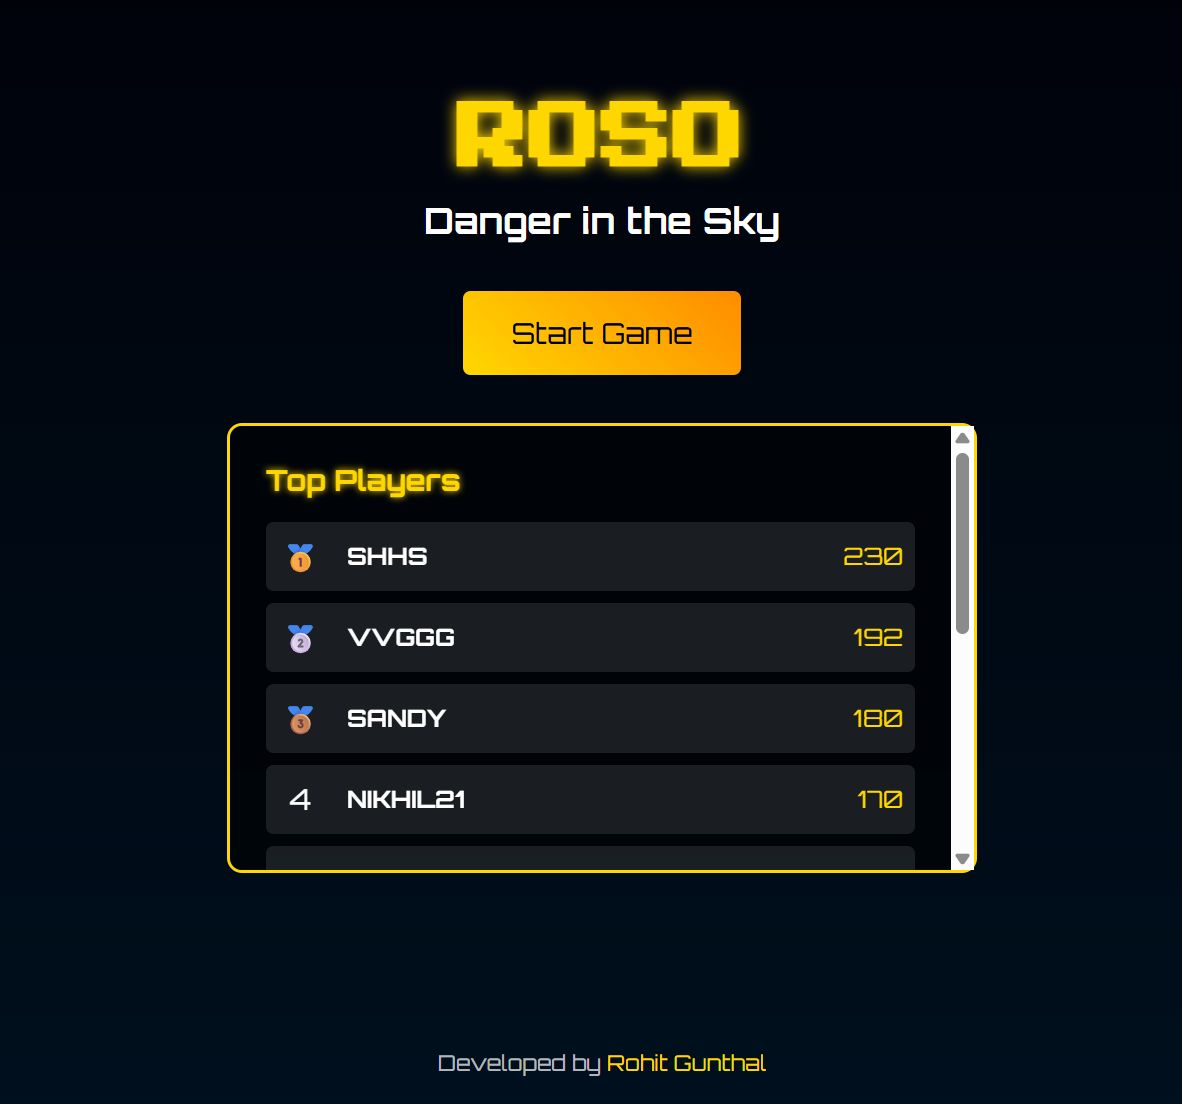 ROSO
Danger in the Sky
Start Game
Top Players
1 SHHS 230
2 VVGGG 192
3 SANDY 180
4 NIKHIL21 170
Developed by Rohit Gunthal